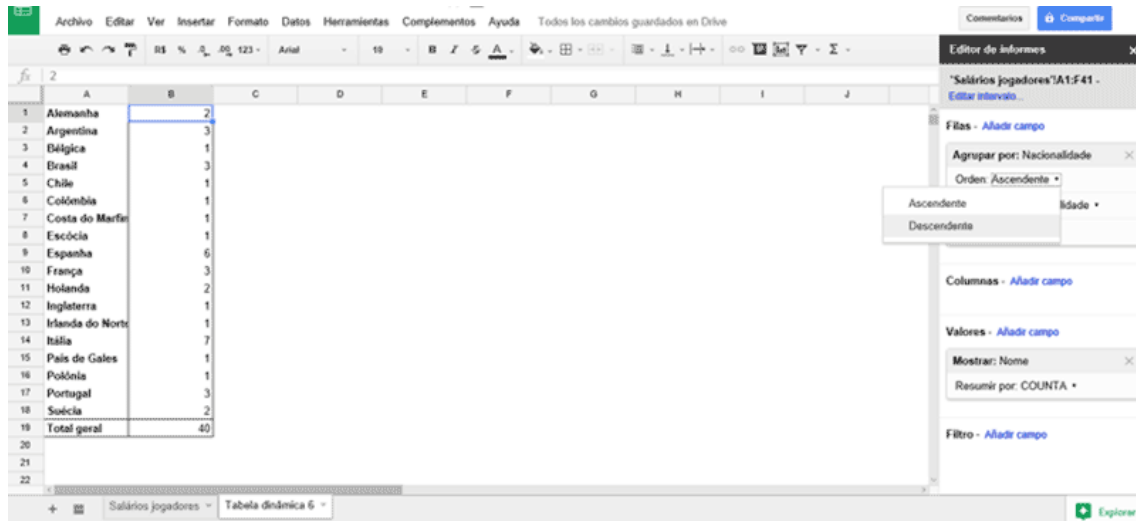 Archivo Editar Ver Insertar Formato Datos Herramientas Complementos Ayuda Todos los cambios guardados en Drive
Comentarios Compartir
R$ % .0 .00 123 Arial 10 B I S A Σ
Editor de informes x
fx 2
'Salários jogadores'!A1:F41 -
Editar intervalo...
A B C D E F G H I J
1 Alemanha 2
2 Argentina 3
3 Bélgica 1
4 Brasil 3
5 Chile 1
6 Colômbia 1
7 Costa do Marfin 1
8 Escócia 1
9 Espanha 6
10 França 3
11 Holanda 2
12 Inglaterra 1
13 Irlanda do Norte 1
14 Itália 7
15 País de Gales 1
16 Polónia 1
17 Portugal 3
18 Suécia 2
19 Total geral 40
20
21
22
Filas - Añadir campo
Agrupar por: Nacionalidade
Orden: Ascendente
Ascendente
lidade
Descendente
Columnas - Añadir campo
Valores - Añadir campo
Mostrar: Nome
Resumir por: COUNTA
Filtro - Añadir campo
Salários jogadores Tabela dinâmica 6
Explorar